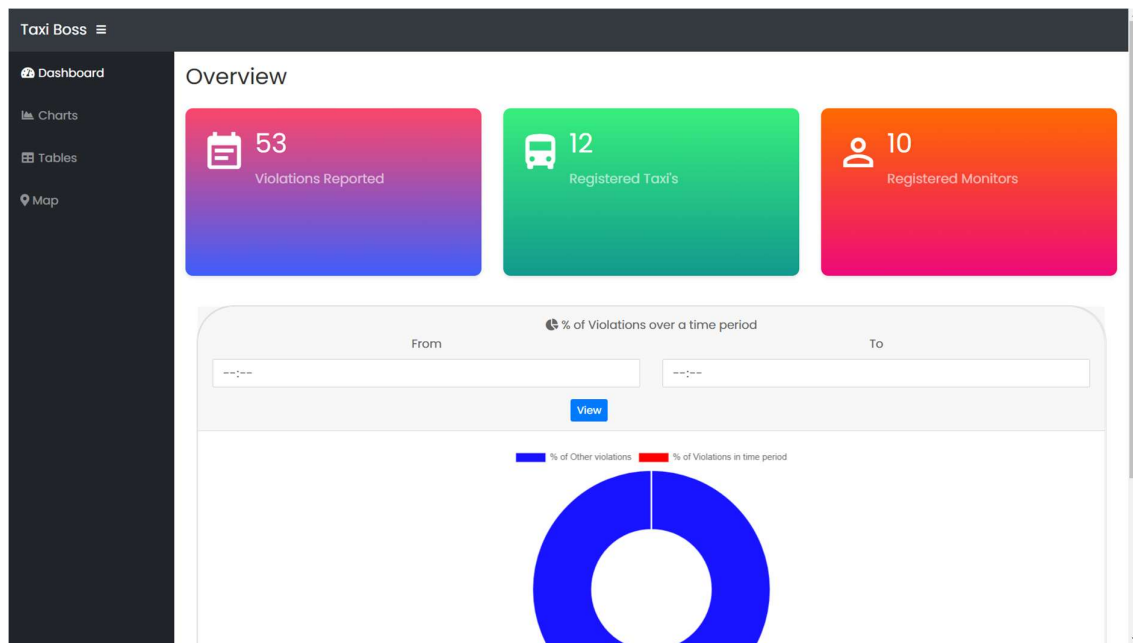 Taxi Boss
Dashboard
Charts
Tables
Map
Overview
53
Violations Reported
12
Registered Taxi's
10
Registered Monitors
% of Violations over a time period
From To
--:-- --:--
View
% of Other violations % of Violations in time period